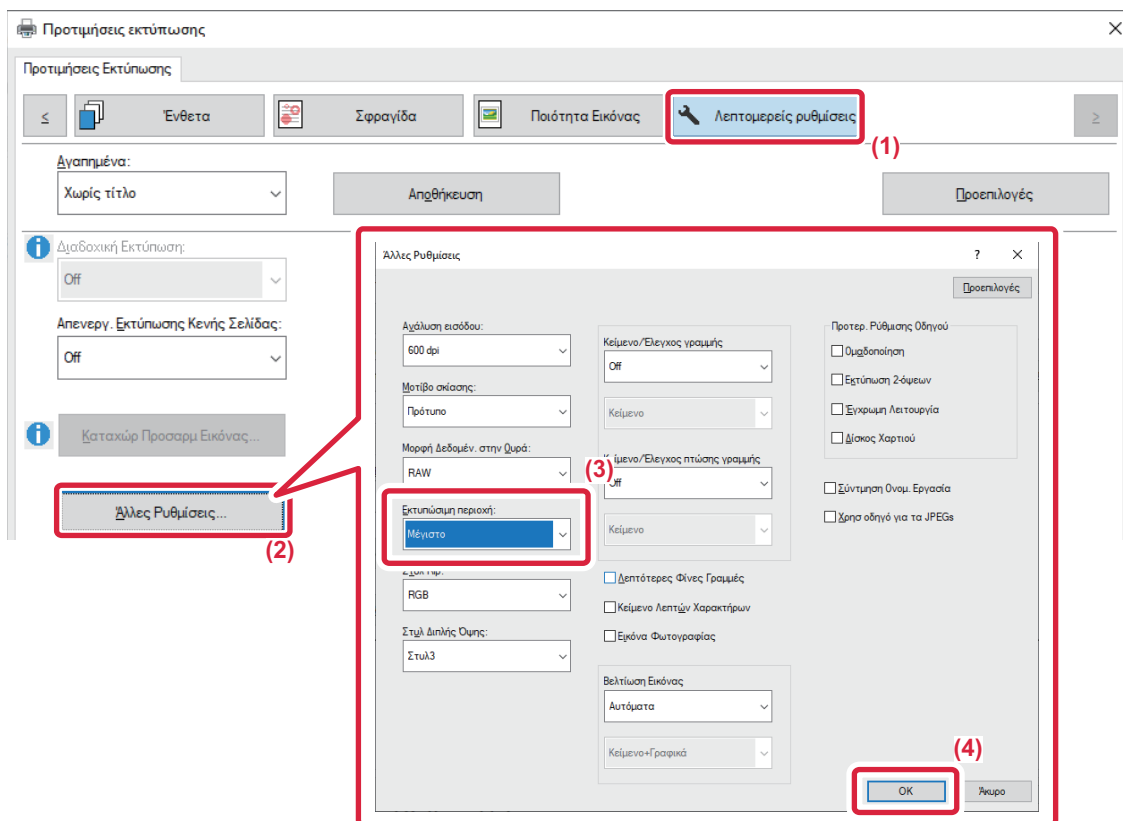 Προτιμήσεις εκτύπωσης
Προτιμήσεις Εκτύπωσης
<
Ένθετα
Σφραγίδα
Ποιότητα Εικόνας
Λεπτομερείς ρυθμίσεις
>
(1)
Αγαπημένα:
Χωρίς τίτλο
Αποθήκευση
Προεπιλογές
Διαδοχική Εκτύπωση:
Off
Απενεργ. Εκτύπωσης Κενής Σελίδας:
Off
Καταχώρ Προσαρμ Εικόνας...
Άλλες Ρυθμίσεις...
(2)
Άλλες Ρυθμίσεις
?
Προεπιλογές
Ανάλυση εισόδου:
600 dpi
Μοτίβο σκίασης:
Πρότυπο
Μορφή Δεδομέν. στην Ουρά:
RAW
(3)
Εκτυπώσιμη περιοχή:
Μέγιστο
RGB
Στυλ Διπλής Όψης:
Στυλ3
Κείμενο/Έλεγχος γραμμής
Off
Κείμενο
Κείμενο/Έλεγχος πτώσης γραμμής
Off
Κείμενο
Λεπτότερες Φίνες Γραμμές
Κείμενο Λεπτών Χαρακτήρων
Εικόνα Φωτογραφίας
Βελτίωση Εικόνας
Αυτόματα
Κείμενο+Γραφικά
Προτερ. Ρύθμισης Οδηγού
Ομαδοποίηση
Εκτύπωση 2-όψεων
Έγχρωμη Λειτουργία
Δίσκος Χαρτιού
Σύντμηση Ονομ. Εργασία
Χρησ οδηγό για τα JPEGs
(4)
OK
Άκυρο